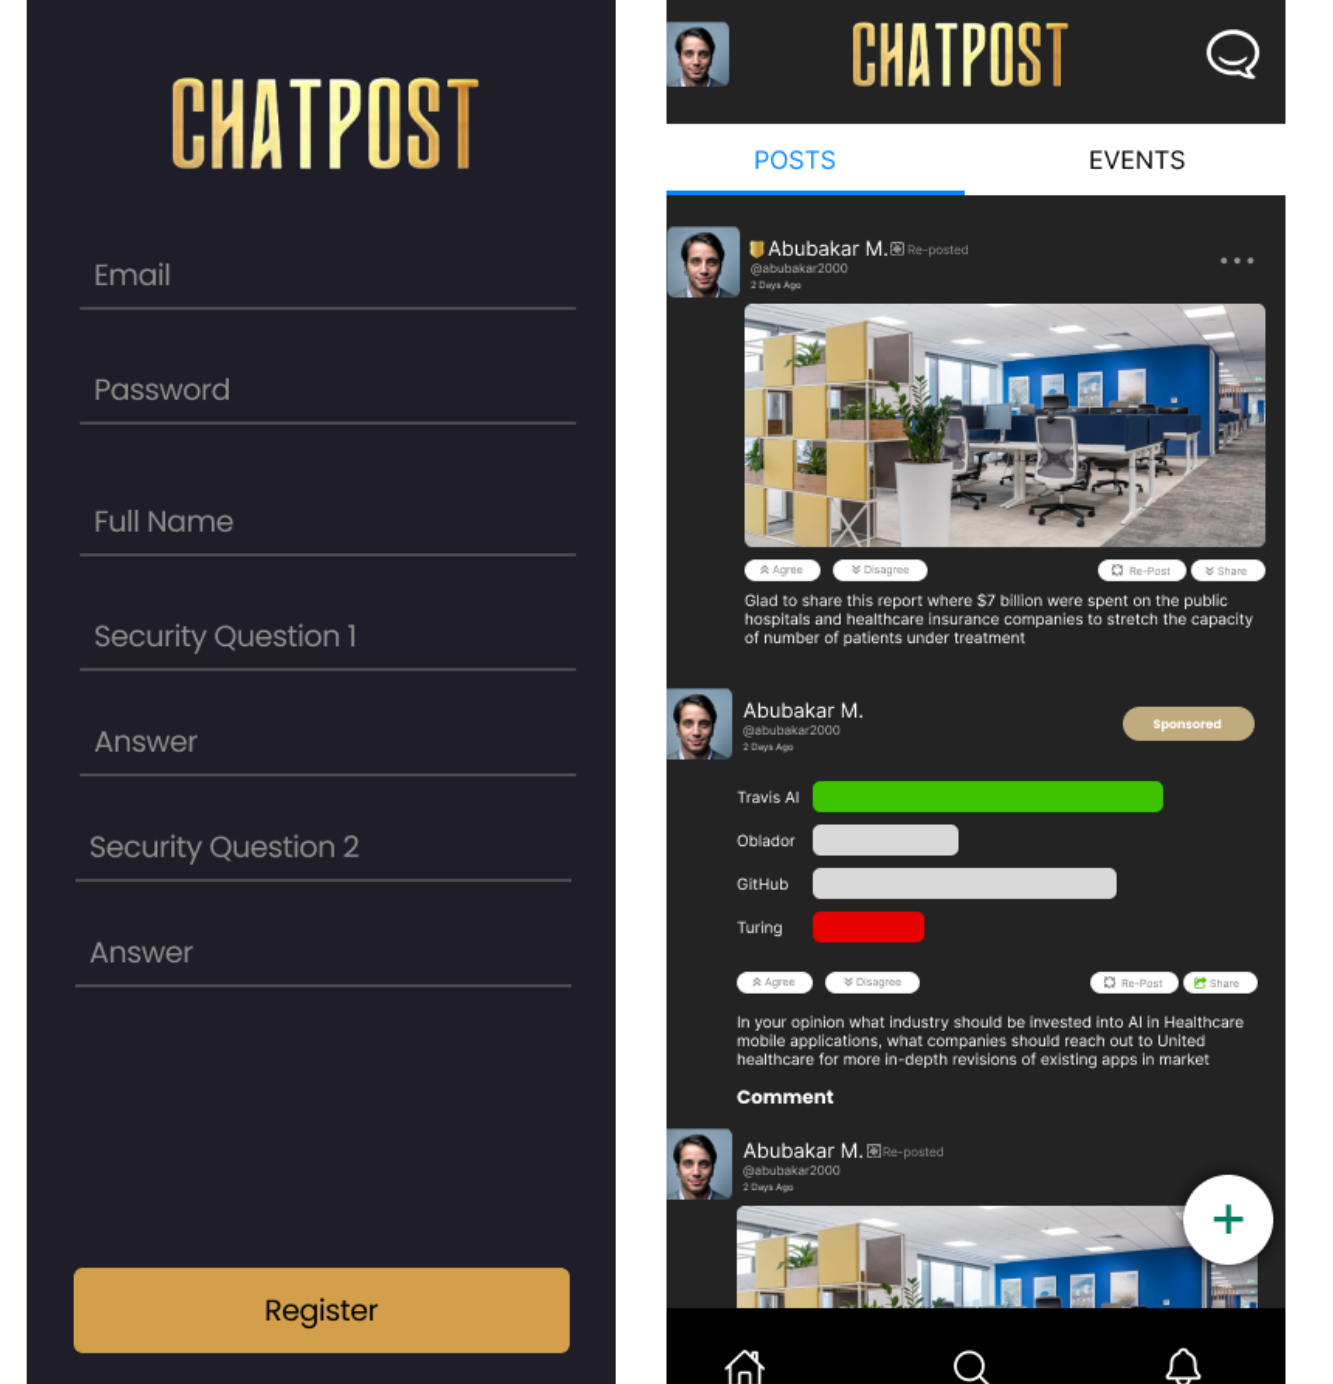 CHATPOST
Email
Password
Full Name
Security Question 1
Answer
Security Question 2
Answer
Register
CHATPOST
POSTS
EVENTS
Abubakar M. Re-posted
@abubakar2000
2 Days Ago
Agree
Disagree
Re-Post
Share
Glad to share this report where $7 billion were spent on the public
hospitals and healthcare insurance companies to stretch the capacity
of number of patients under treatment
Abubakar M.
@abubakar2000
2 Days Ago
Sponsored
Travis AI
Oblador
GitHub
Turing
Agree
Disagree
Re-Post
Share
In your opinion what industry should be invested into AI in Healthcare
mobile applications, what companies should reach out to United
healthcare for more in-depth revisions of existing apps in market
Comment
Abubakar M. Re-posted
@abubakar2000
2 Days Ago